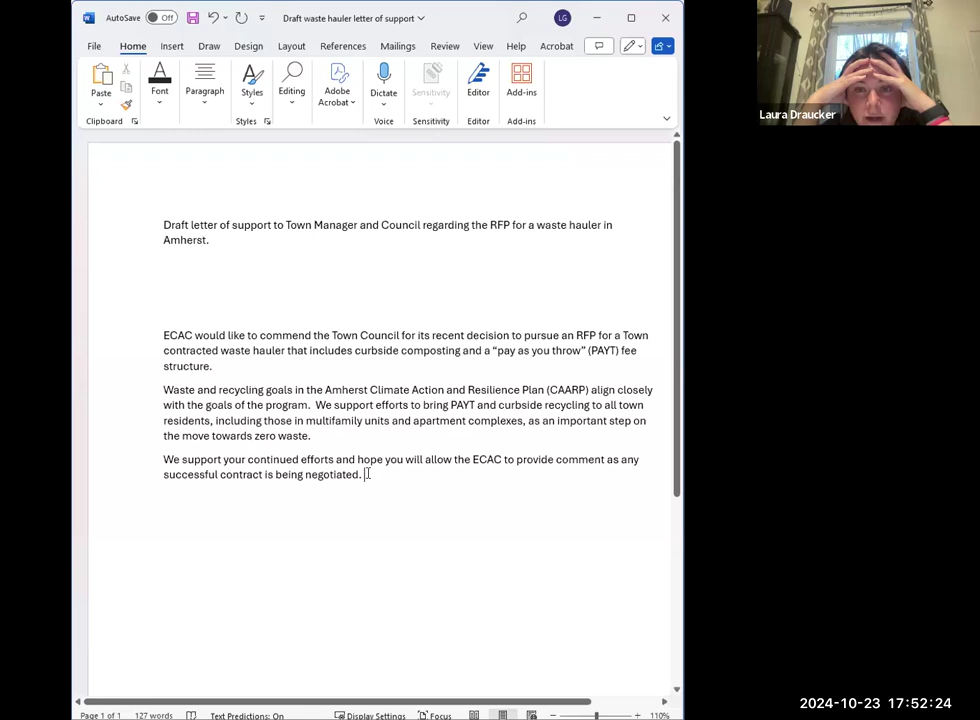 AutoSave Off Draft waste hauler letter of support LG
File Home Insert Draw Design Layout References Mailings Review View Help Acrobat
Paste Font Paragraph Styles Editing Adobe Acrobat Dictate Sensitivity Editor Add-ins
Clipboard Styles Voice Sensitivity Editor Add-ins
Laura Draucker
Draft letter of support to Town Manager and Council regarding the RFP for a waste hauler in
Amherst.
ECAC would like to commend the Town Council for its recent decision to pursue an RFP for a Town
contracted waste hauler that includes curbside composting and a “pay as you throw” (PAYT) fee
structure.
Waste and recycling goals in the Amherst Climate Action and Resilience Plan (CAARP) align closely
with the goals of the program.  We support efforts to bring PAYT and curbside recycling to all town
residents, including those in multifamily units and apartment complexes, as an important step on
the move towards zero waste.
We support your continued efforts and hope you will allow the ECAC to provide comment as any
successful contract is being negotiated.
Page 1 of 1 127 words Text Predictions: On Display Settings Focus 110%
2024-10-23 17:52:24